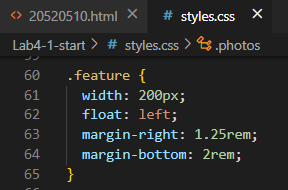 20520510.html # styles.css
Lab4-1-start > # styles.css > .photos
60 .feature {
61 width: 200px;
62 float: left;
63 margin-right: 1.25rem;
64 margin-bottom: 2rem;
65 }